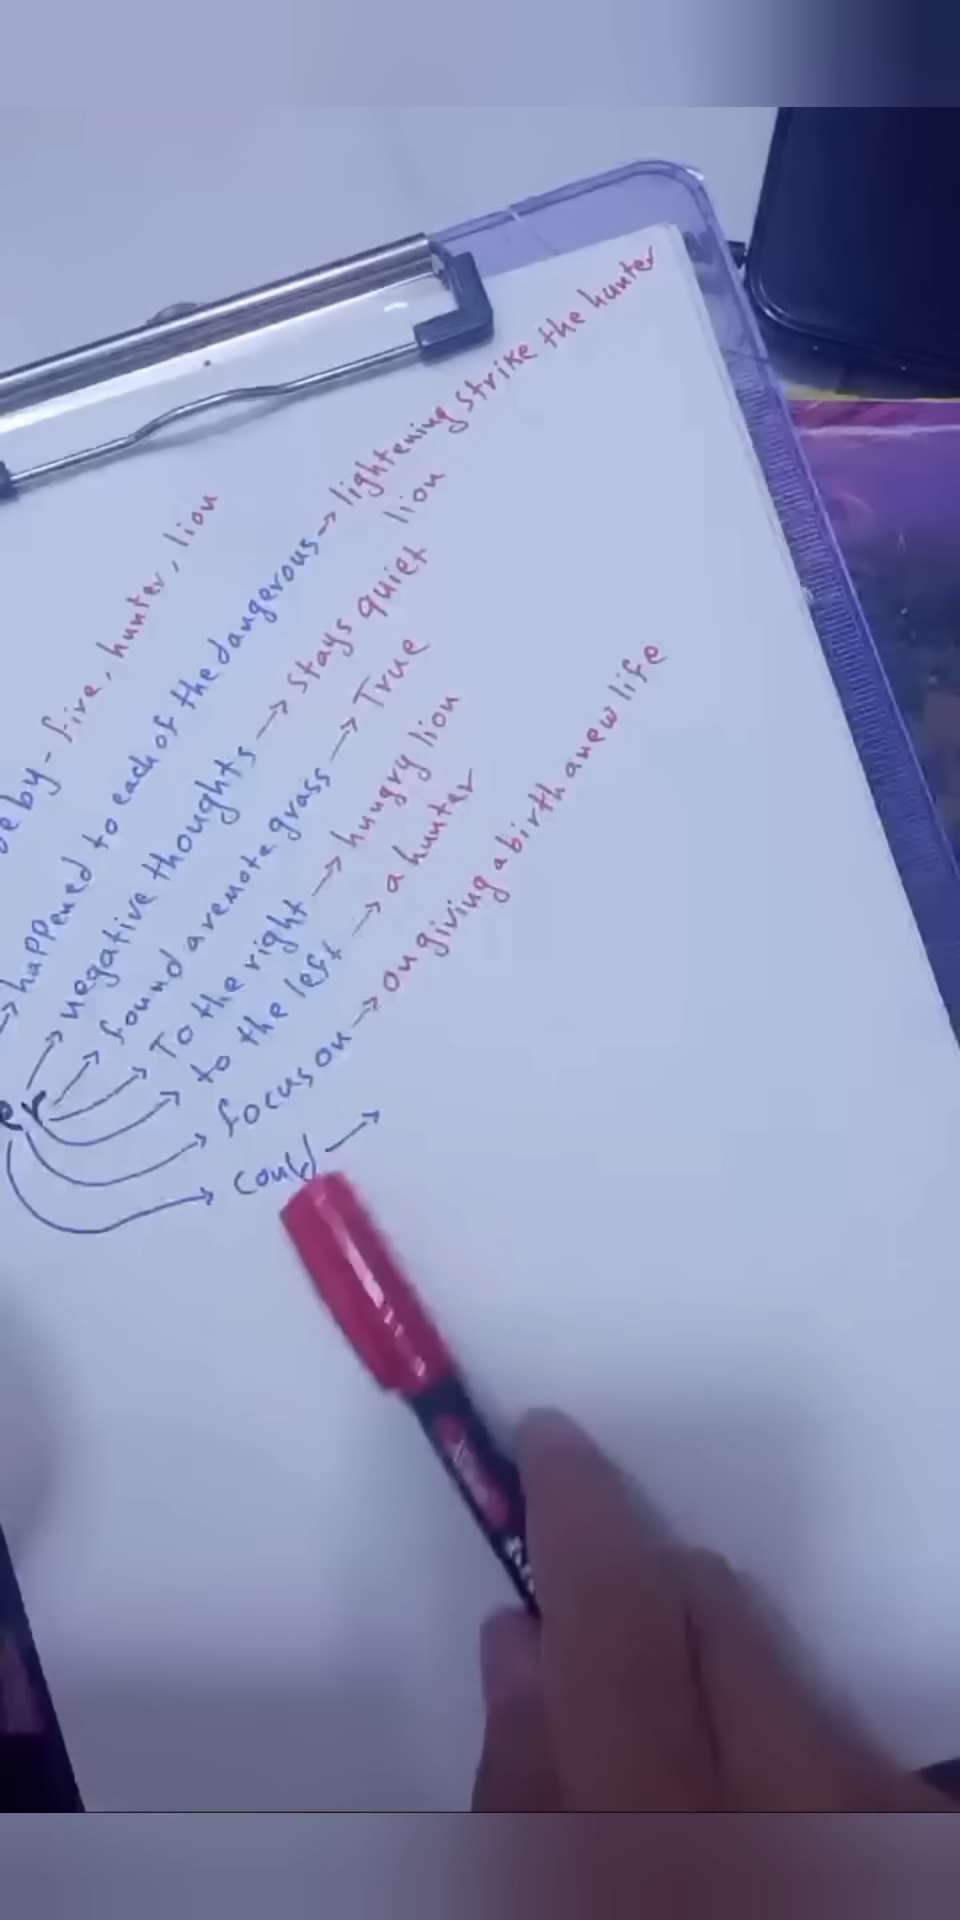 by - fire, hunter, lion
happened to each of the dangerous → lightening strike the hunter
lion
negative thoughts → stays quiet
found a remote grass → True
To the right → hungry lion
to the left → a hunter
focus on → on giving a birth a new life
could →
er